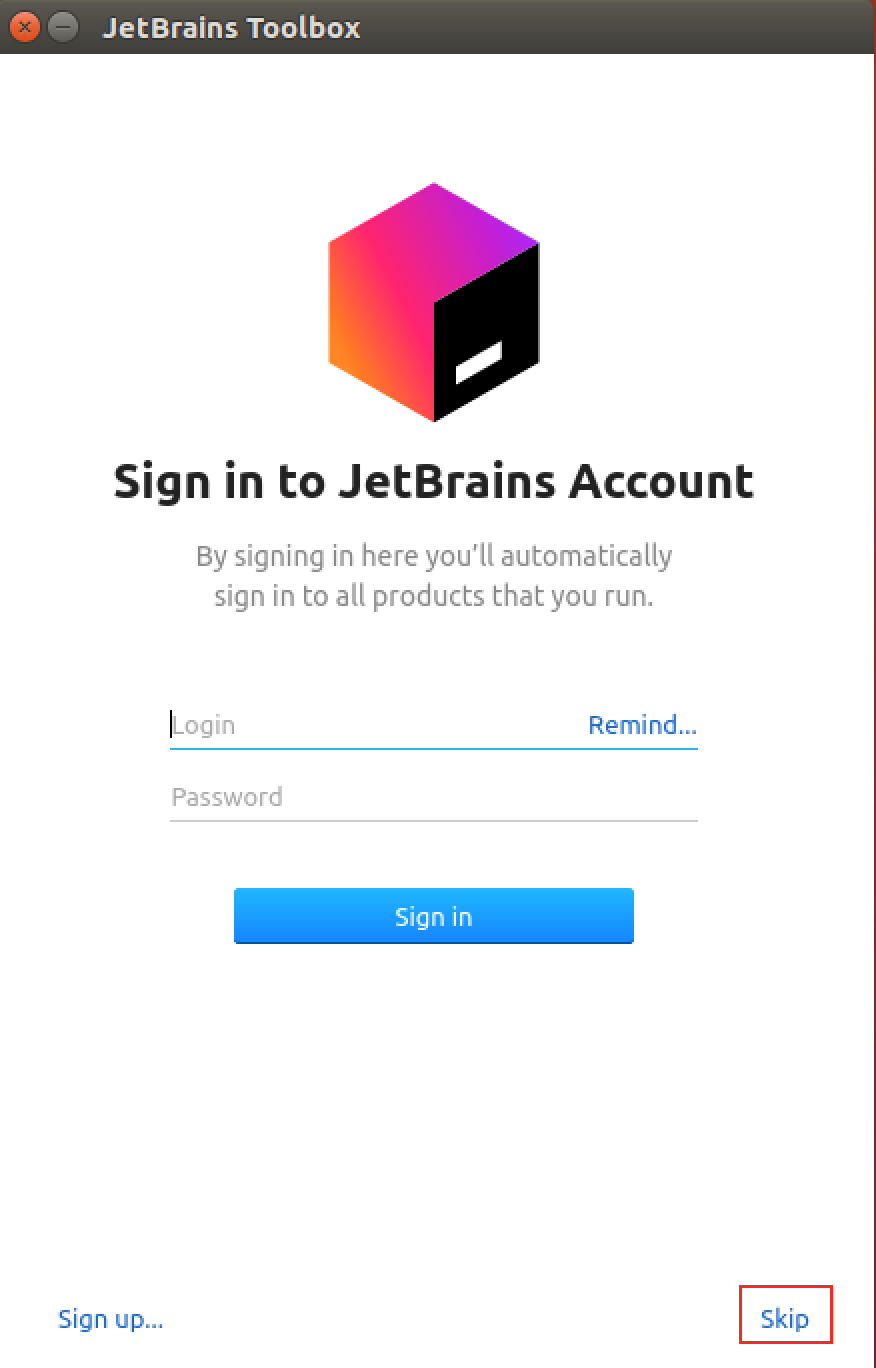 JetBrains Toolbox
Sign in to JetBrains Account
By signing in here you’ll automatically
sign in to all products that you run.
Login Remind...
Password
Sign in
Sign up... Skip